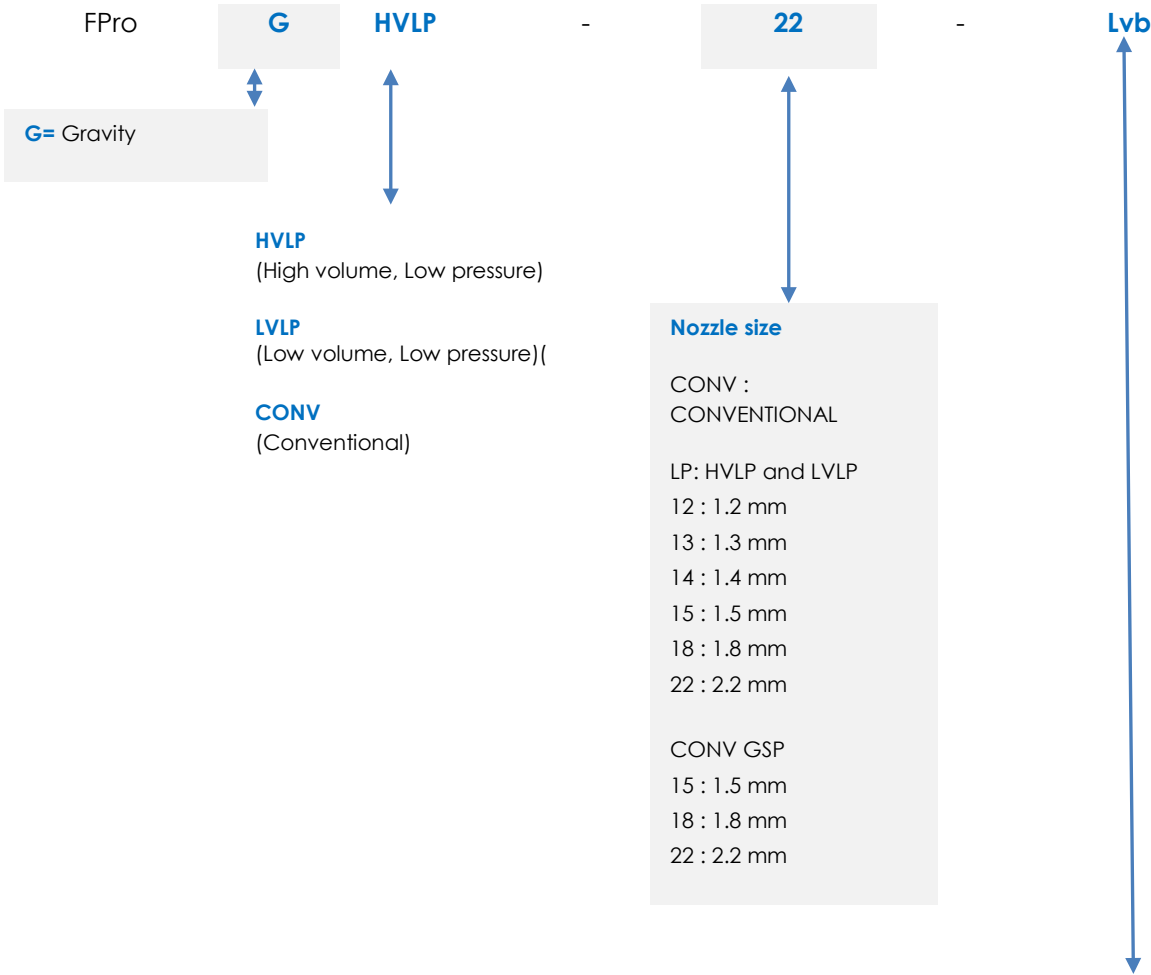 FPro G HVLP - 22 - Lvb
G= Gravity
HVLP
(High volume, Low pressure)
LVLP
(Low volume, Low pressure)(
CONV
(Conventional)
Nozzle size
CONV :
CONVENTIONAL
LP: HVLP and LVLP
12 : 1.2 mm
13 : 1.3 mm
14 : 1.4 mm
15 : 1.5 mm
18 : 1.8 mm
22 : 2.2 mm
CONV GSP
15 : 1.5 mm
18 : 1.8 mm
22 : 2.2 mm